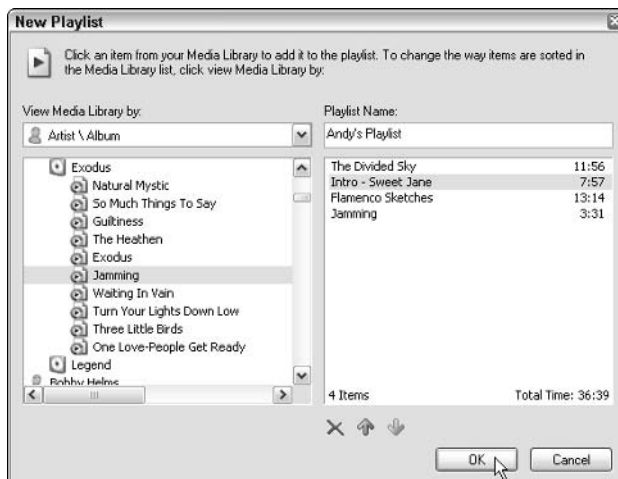 New Playlist
Click an item from your Media Library to add it to the playlist. To change the way items are sorted in
the Media Library list, click view Media Library by:
View Media Library by:
Artist \ Album
Exodus
Natural Mystic
So Much Things To Say
Guiltiness
The Heathen
Exodus
Jamming
Waiting In Vain
Turn Your Lights Down Low
Three Little Birds
One Love-People Get Ready
Legend
Bobby Helms
Playlist Name:
Andy's Playlist
The Divided Sky 11:56
Intro - Sweet Jane 7:57
Flamenco Sketches 13:14
Jamming 3:31
4 Items Total Time: 36:39
OK Cancel